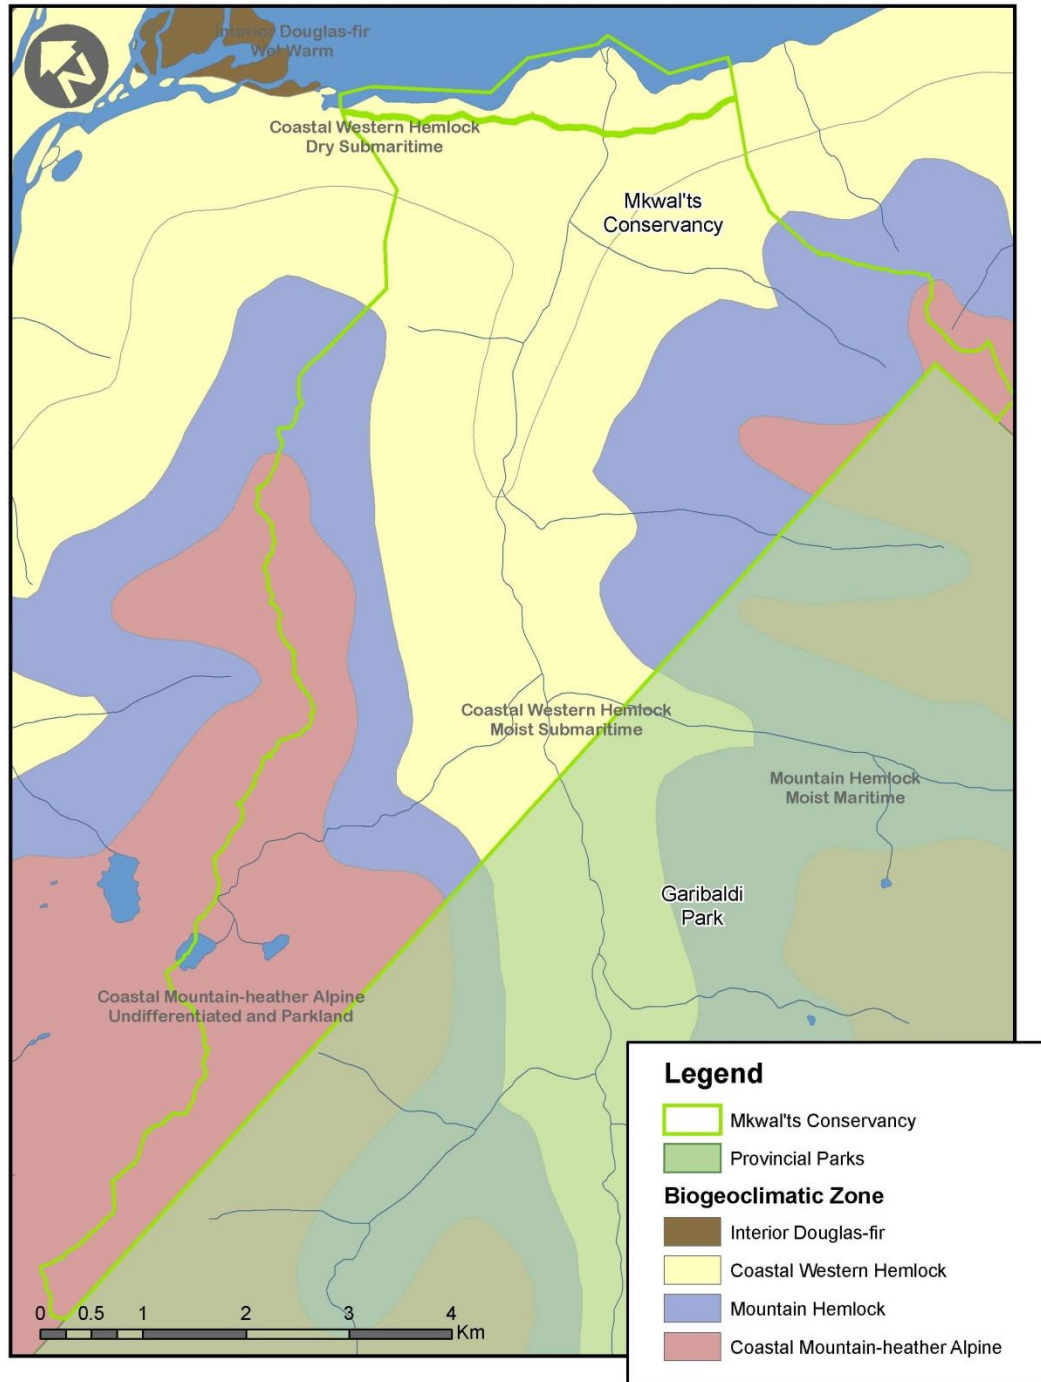 Interior Douglas-fir
Wet Warm
N
Coastal Western Hemlock
Dry Submaritime
Mkwal'ts
Conservancy
Coastal Western Hemlock
Moist Submaritime
Mountain Hemlock
Moist Maritime
Garibaldi
Park
Coastal Mountain-heather Alpine
Undifferentiated and Parkland
Legend
Mkwal'ts Conservancy
Provincial Parks
Biogeoclimatic Zone
Interior Douglas-fir
Coastal Western Hemlock
Mountain Hemlock
Coastal Mountain-heather Alpine
0 0.5 1 2 3 4
Km